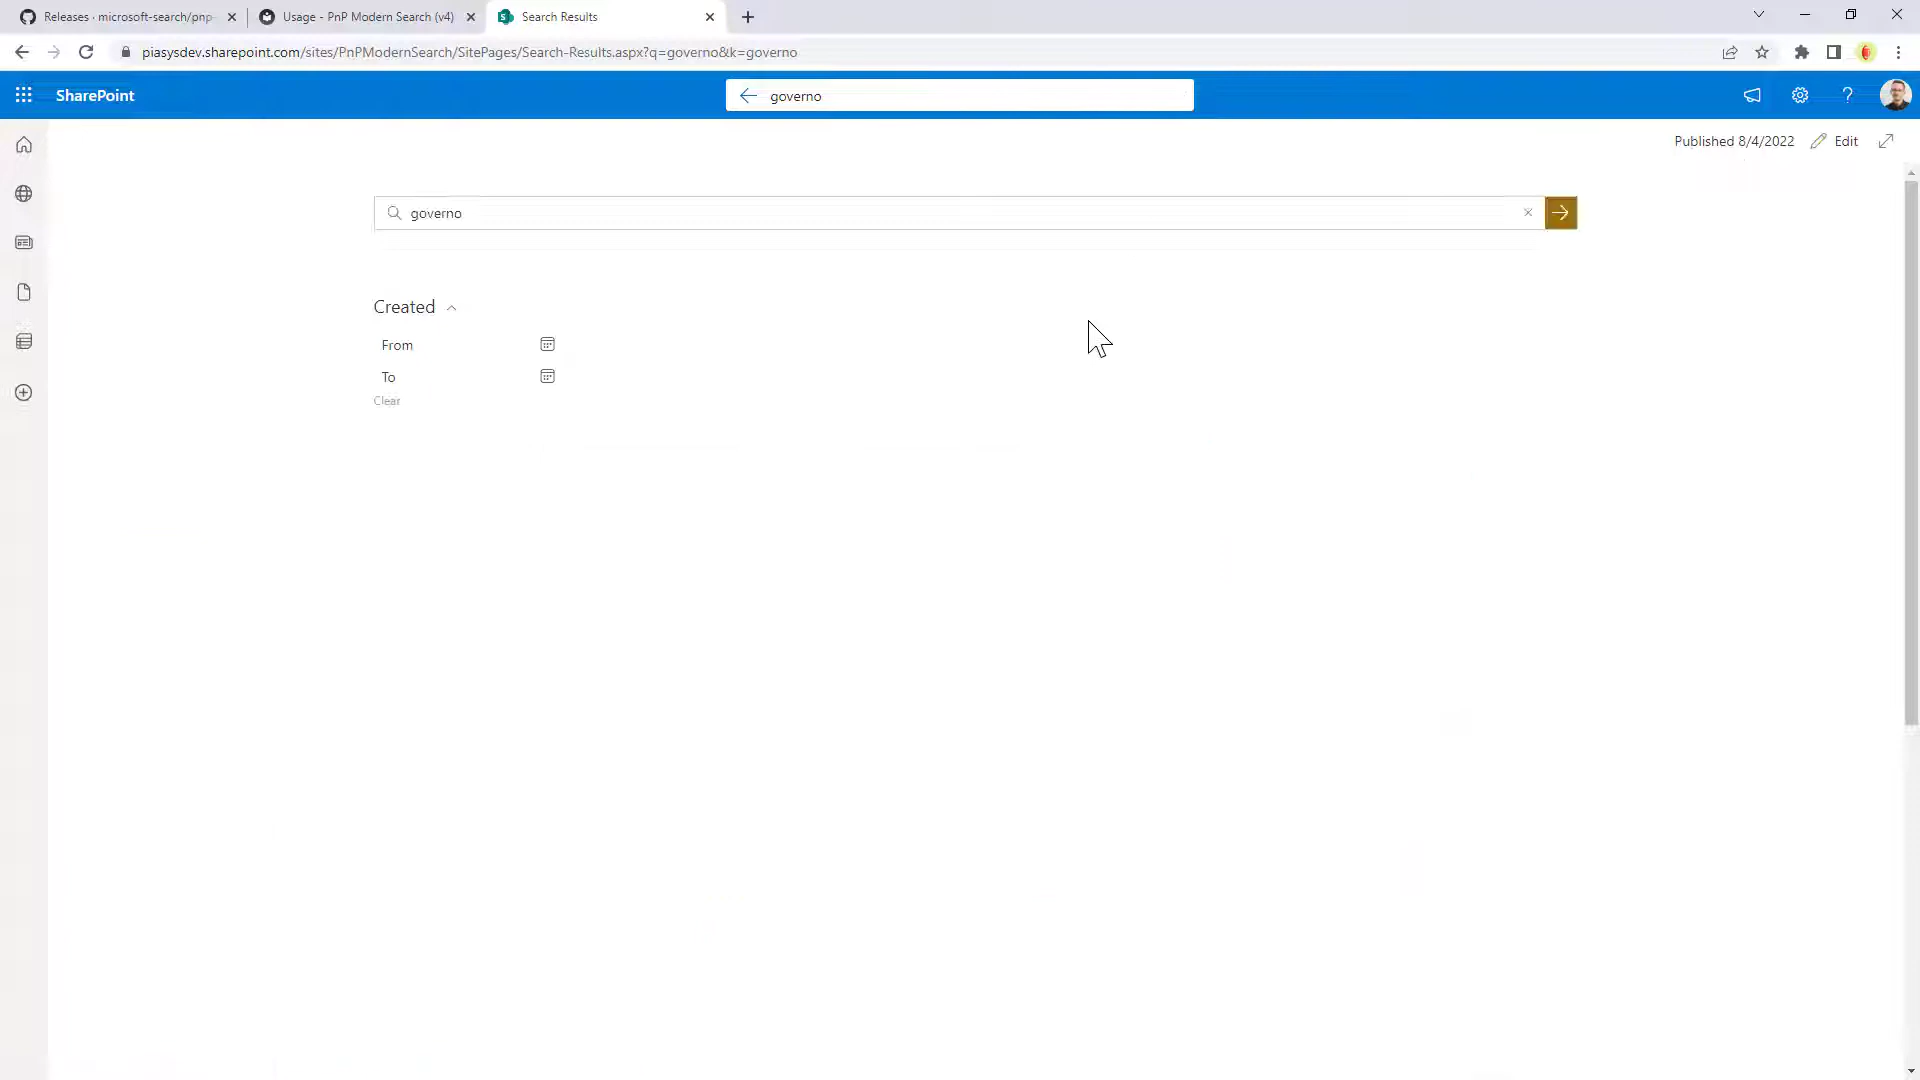 Releases · microsoft-search/pnp
Usage - PnP Modern Search (v4)
Search Results
piasysdev.sharepoint.com/sites/PnPModernSearch/SitePages/Search-Results.aspx?q=governo&k=governo
SharePoint
governo
?
Published 8/4/2022
Edit
governo
Created
From
To
Clear